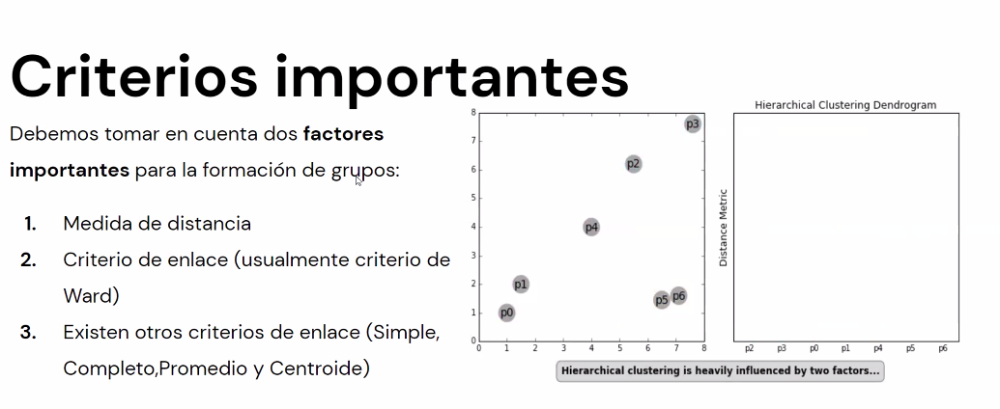 Criterios importantes
Debemos tomar en cuenta dos factores
importantes para la formación de grupos:
1. Medida de distancia
2. Criterio de enlace (usualmente criterio de
Ward)
3. Existen otros criterios de enlace (Simple,
Completo,Promedio y Centroide)
8
7
6
5
4
3
2
1
0
p3
p2
p4
p1
p5 p6
p0
0 1 2 3 4 5 6 7 8
Hierarchical Clustering Dendrogram
Distance Metric
p2 p3 p0 p1 p4 p5 p6
Hierarchical clustering is heavily influenced by two factors...